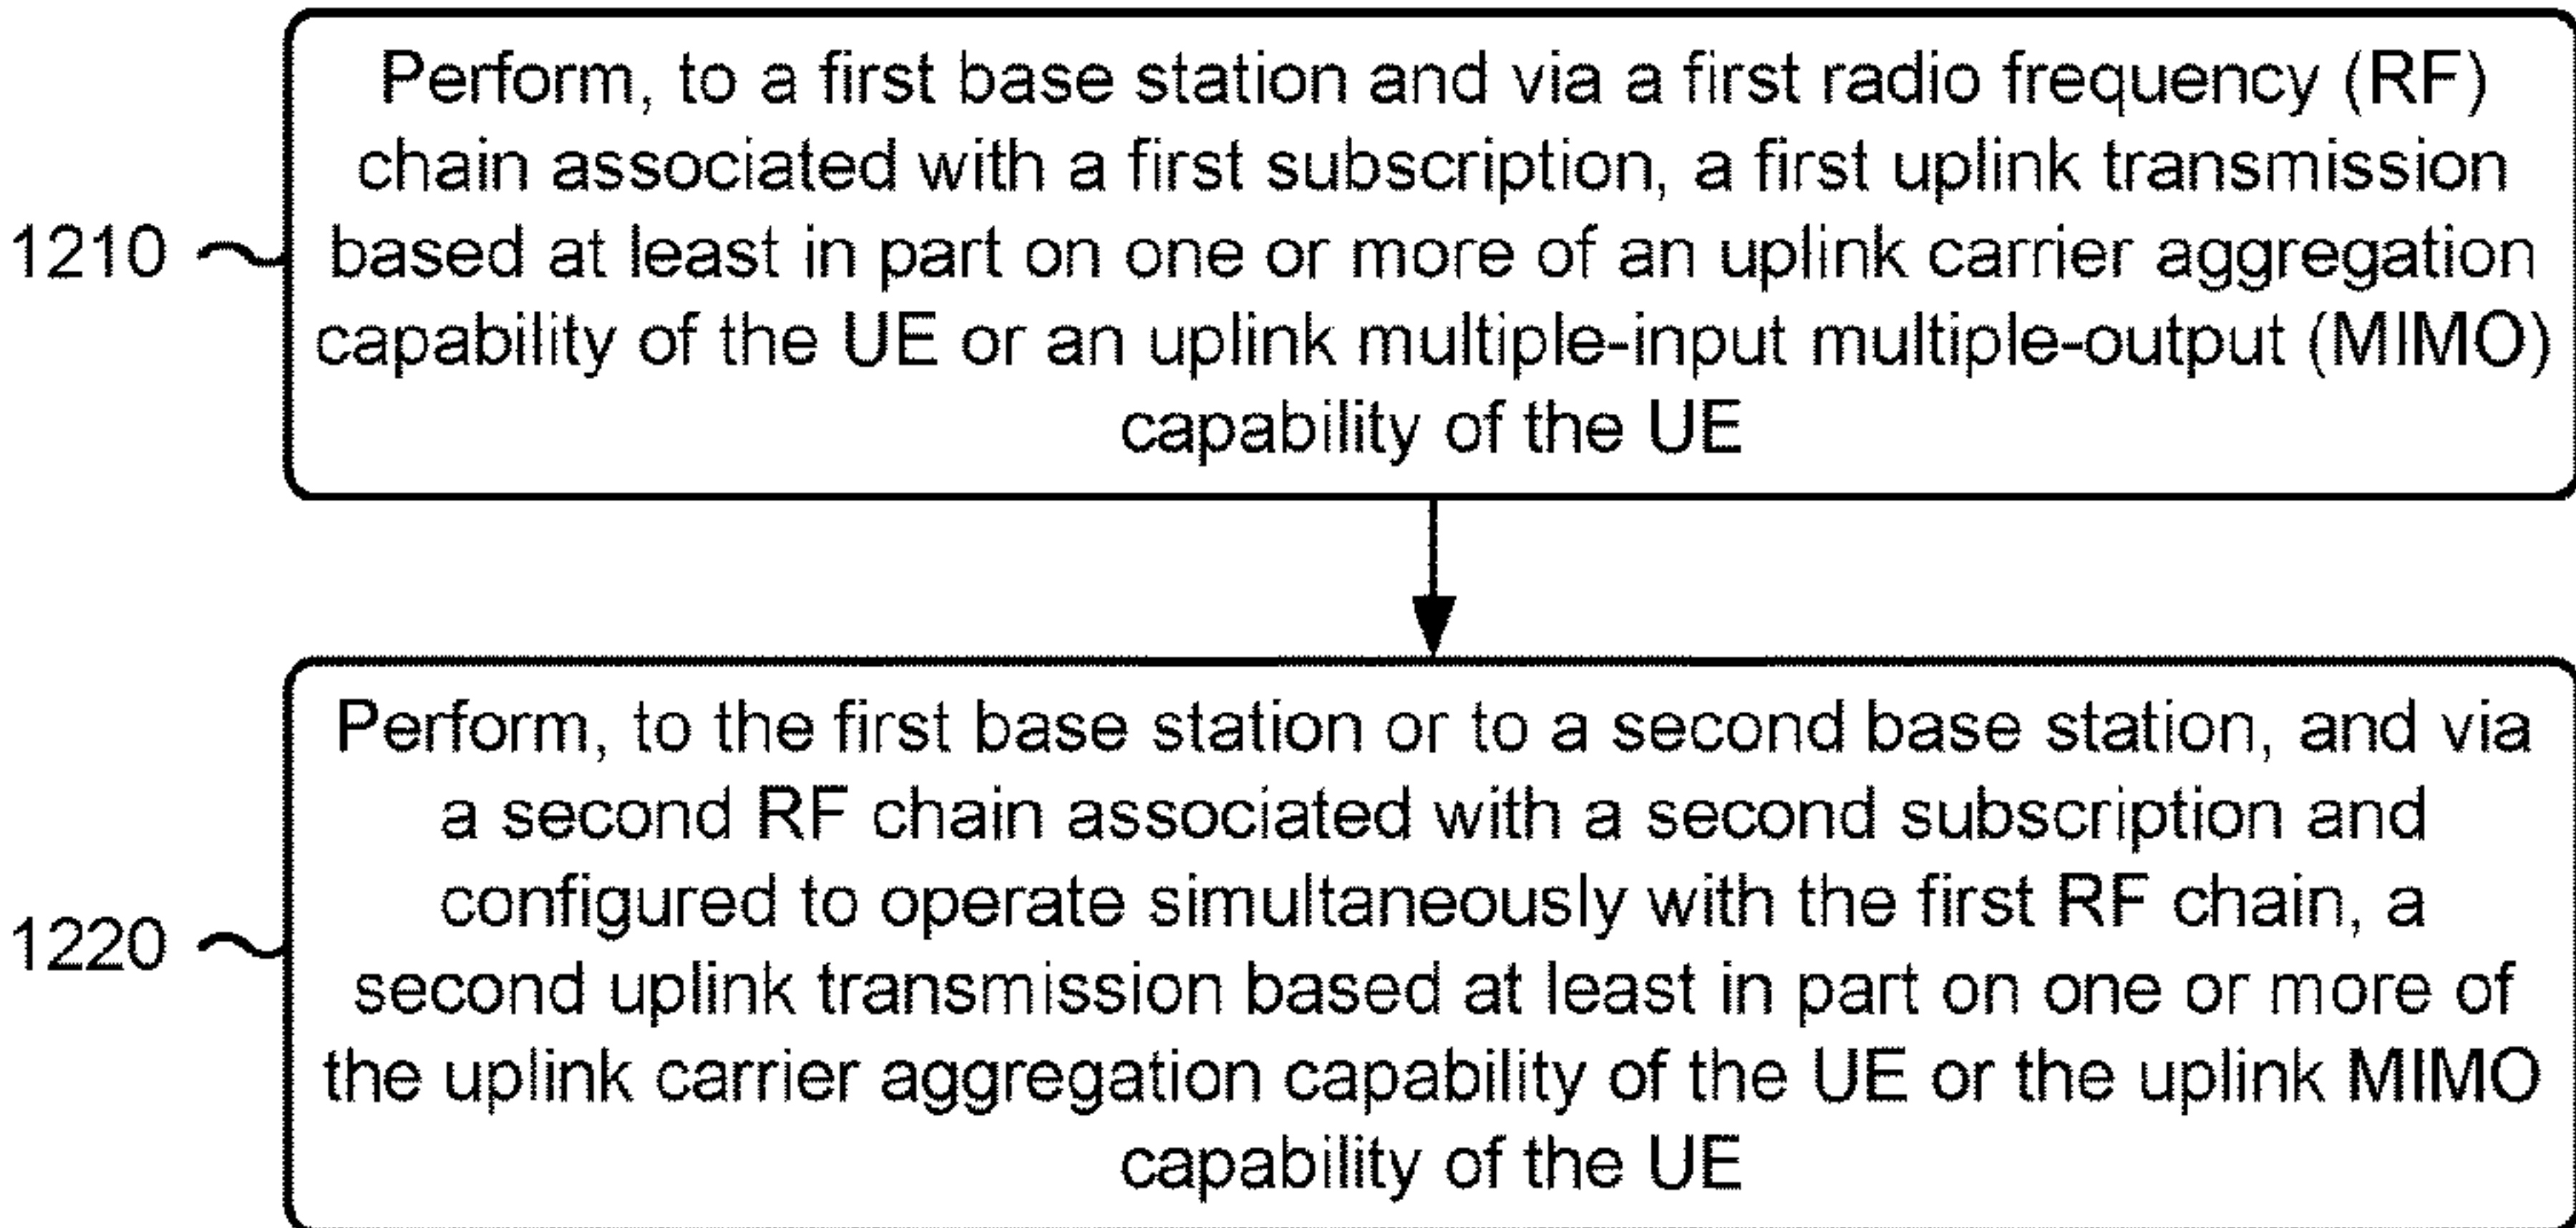 Perform, to a first base station and via a first radio frequency (RF)
chain associated with a first subscription, a first uplink transmission
1210
based at least in part on one or more of an uplink carrier aggregation
capability of the UE or an uplink multiple-input multiple-output (MIMO)
capability of the UE
Perform, to the first base station or to a second base station, and via
a second RF chain associated with a second subscription and
configured to operate simultaneously with the first RF chain, a
1220
second uplink transmission based at least in part on one or more of
the uplink carrier aggregation capability of the UE or the uplink MIMO
capability of the UE